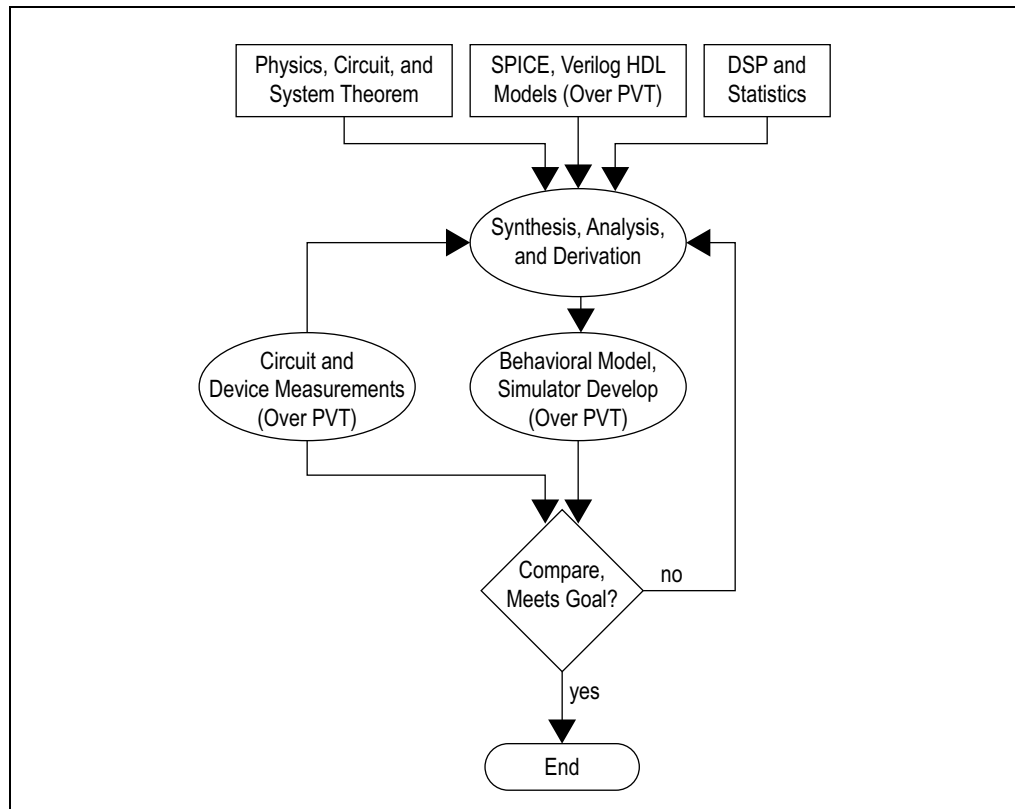 Physics, Circuit, and
System Theorem
SPICE, Verilog HDL
Models (Over PVT)
DSP and
Statistics
Synthesis, Analysis,
and Derivation
Circuit and
Device Measurements
(Over PVT)
Behavioral Model,
Simulator Develop
(Over PVT)
Compare,
Meets Goal?
no
yes
End